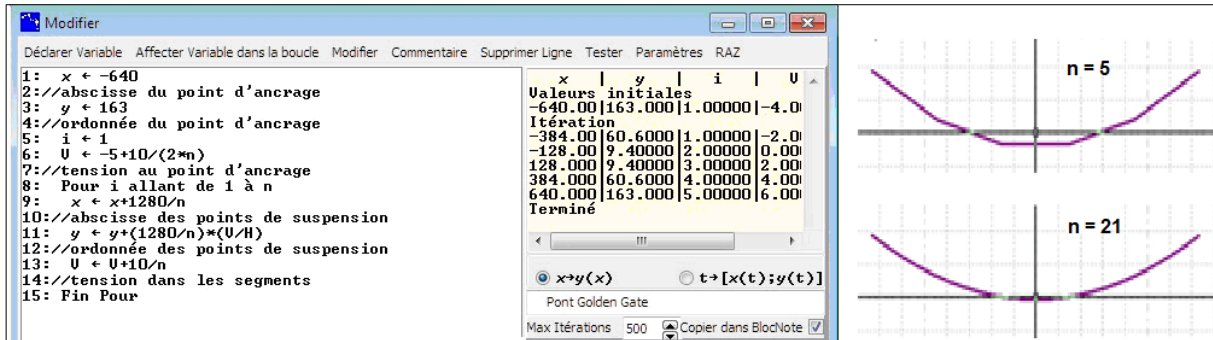 Modifier
Déclarer Variable Affecter Variable dans la boucle Modifier Commentaire Supprimer Ligne Tester Paramètres RAZ
1: x ← -640
2://abscisse du point d'ancrage
3: y ← 163
4://ordonnée du point d'ancrage
5: i ← 1
6: V ← -5+10/(2*n)
7://tension au point d'ancrage
8: Pour i allant de 1 à n
9: x ← x+1280/n
10://abscisse des points de suspension
11: y ← y+(1280/n)*(V/H)
12://ordonnée des points de suspension
13: V ← V+10/n
14://tension dans les segments
15: Fin Pour
x | y | i | V
Valeurs initiales
-640.00|163.000|1.00000|-4.0
Itération
-384.00|60.6000|1.00000|-2.0
-128.00|9.40000|2.00000|0.00
128.000|9.40000|3.00000|2.00
384.000|60.6000|4.00000|4.00
640.000|163.000|5.00000|6.00
Terminé
x→y(x) t→[x(t);y(t)]
Pont Golden Gate
Max Itérations 500 Copier dans BlocNote
n = 5
n = 21